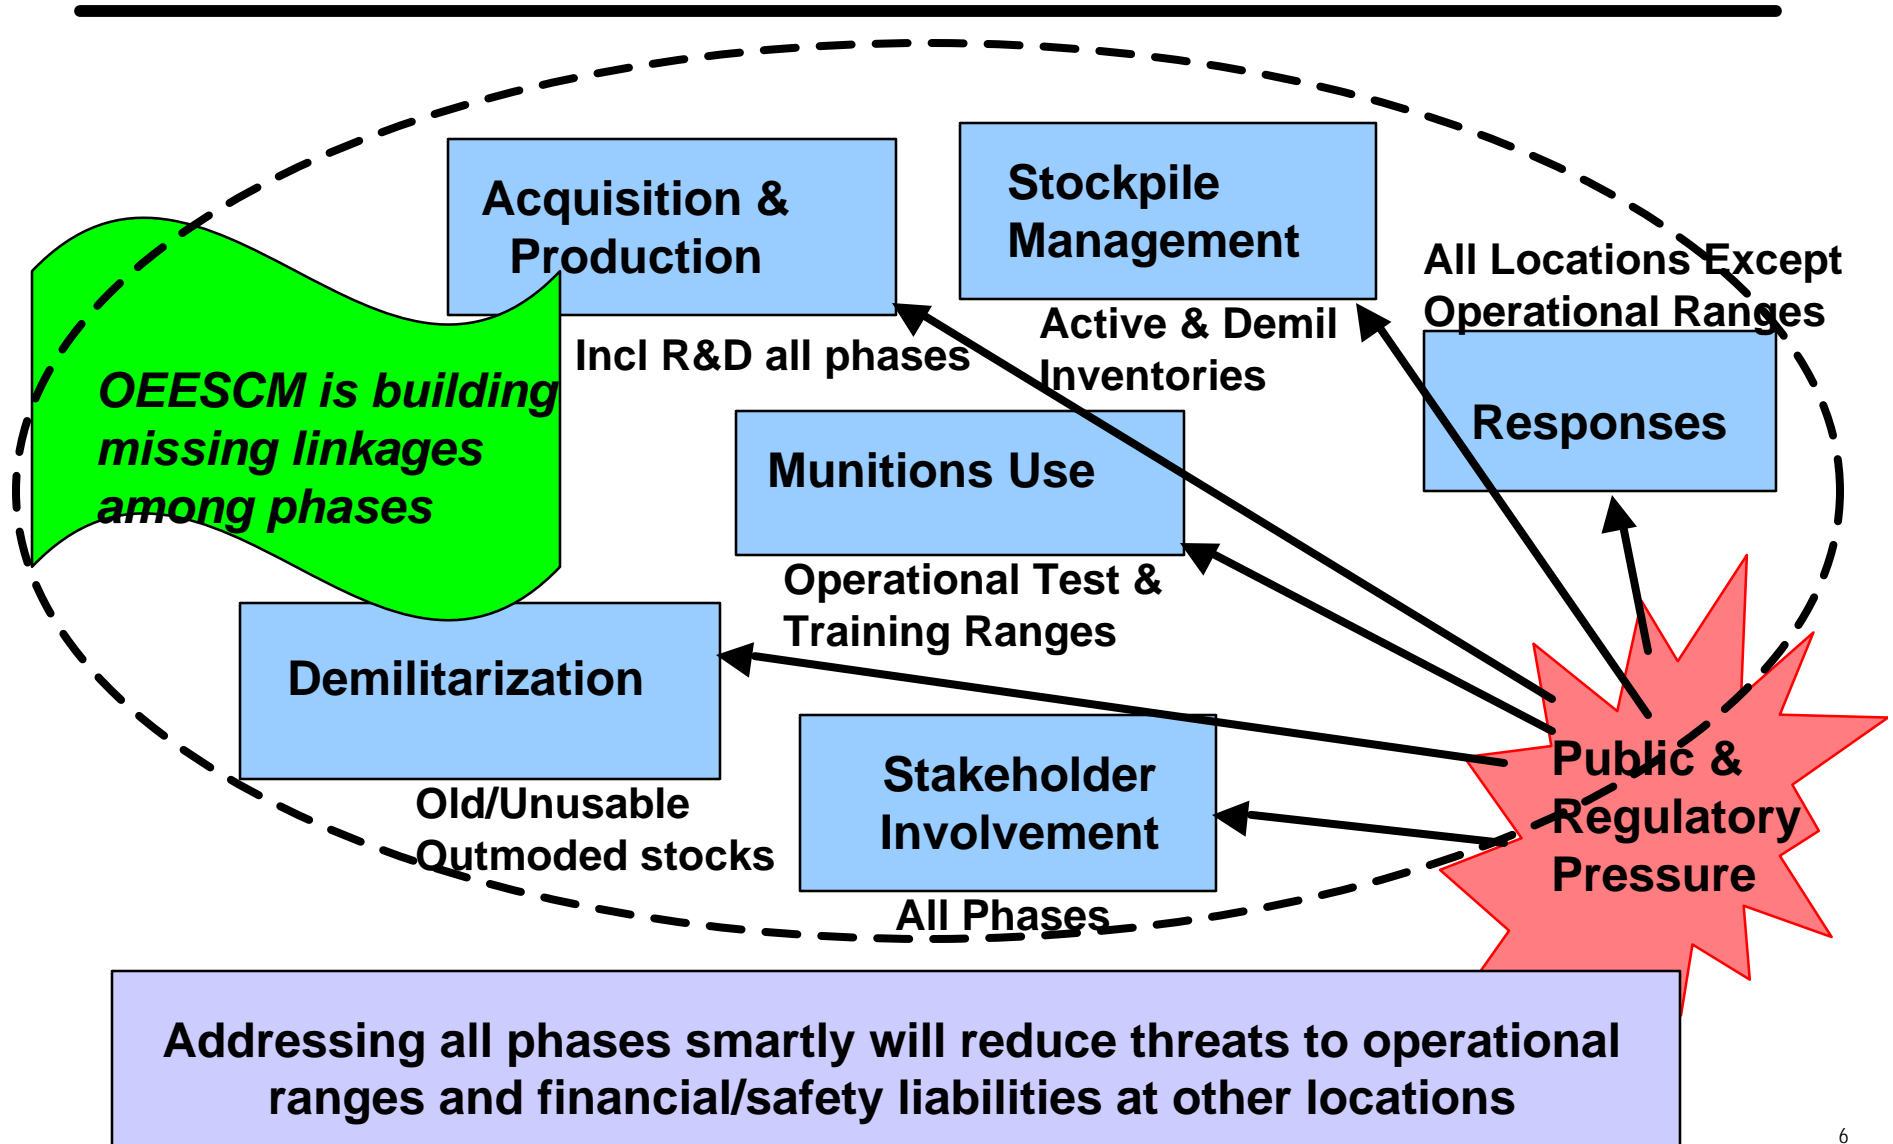 Acquisition &
Production
Incl R&D all phases
Stockpile
Management
Active & Demil
Inventories
All Locations Except
Operational Ranges
Responses
OEESCM is building
missing linkages
among phases
Munitions Use
Operational Test &
Training Ranges
Demilitarization
Old/Unusable
Outmoded stocks
Stakeholder
Involvement
All Phases
Public &
Regulatory
Pressure
Addressing all phases smartly will reduce threats to operational
ranges and financial/safety liabilities at other locations
6